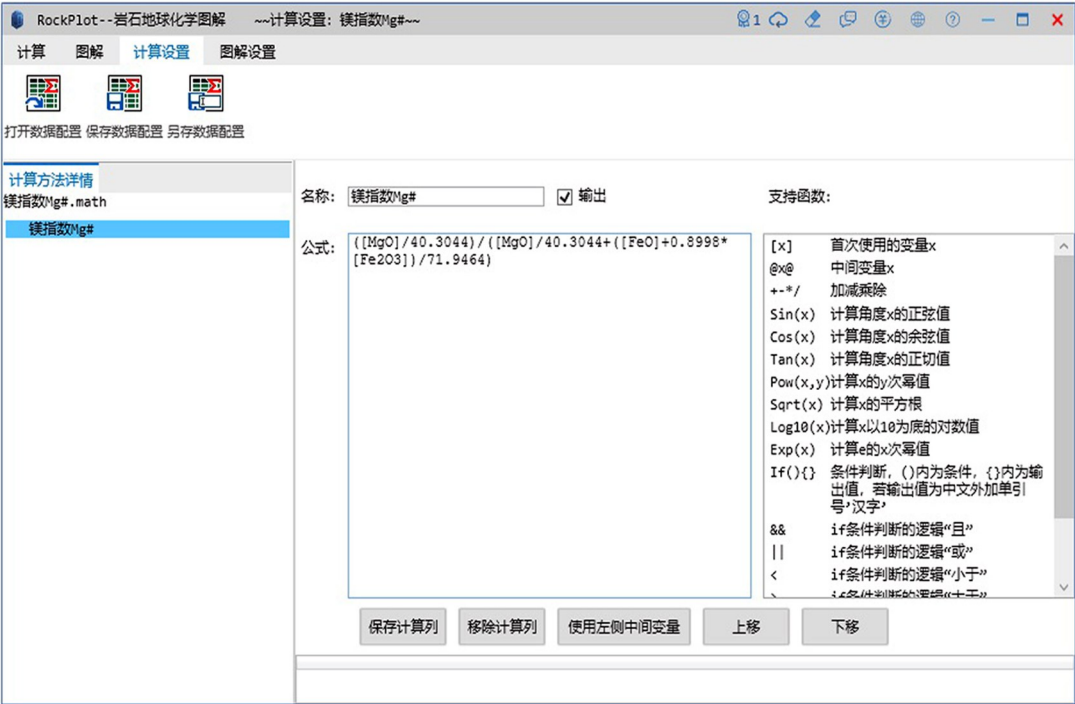 RockPlot--岩石地球化学图解 ~~计算设置: 镁指数Mg#~~
1
计算 图解 计算设置 图解设置
打开数据配置 保存数据配置 另存数据配置
计算方法详情
镁指数Mg#.math
镁指数Mg#
名称: 镁指数Mg# 输出 支持函数:
公式: ([MgO]/40.3044)/([MgO]/40.3044+([FeO]+0.8998*
[Fe2O3])/71.9464)
[x] 首次使用的变量x
@x@ 中间变量x
+-*/ 加减乘除
Sin(x) 计算角度x的正弦值
Cos(x) 计算角度x的余弦值
Tan(x) 计算角度x的正切值
Pow(x,y)计算x的y次幂值
Sqrt(x) 计算x的平方根
Log10(x)计算x以10为底的对数值
Exp(x) 计算e的x次幂值
If(){} 条件判断, ()内为条件, {}内为输
出值, 若输出值为中文外加单引
号'汉字'
&& if条件判断的逻辑“且”
|| if条件判断的逻辑“或”
< if条件判断的逻辑“小于”
> if条件判断的逻辑“大于”
保存计算列 移除计算列 使用左侧中间变量 上移 下移